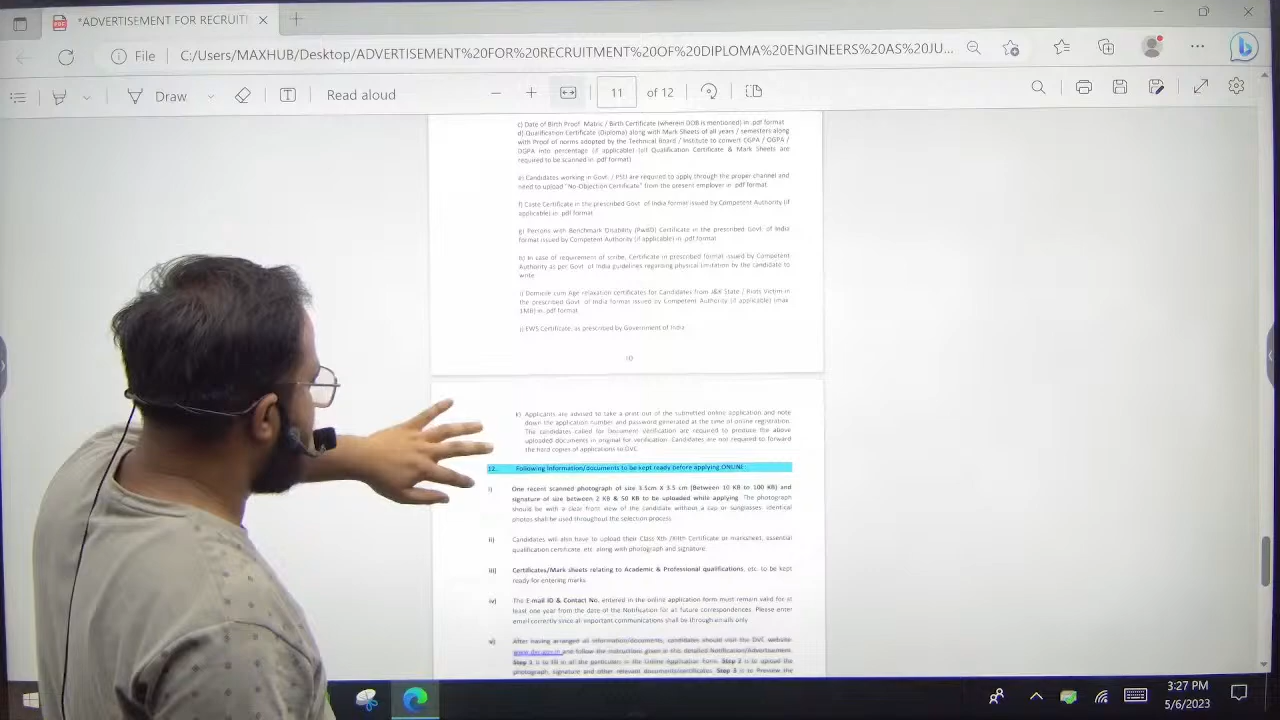 *ADVERTISEMENT FOR RECRUITI
File
C:/Users/MAXHUB/Desktop/ADVERTISEMENT%20FOR%20RECRUITMENT%20OF%20DIPLOMA%20ENGINEERS%20AS%20JU...
Draw
Read aloud
11 of 12
c) Date of Birth Proof Matric / Birth Certificate (wherein DOB is mentioned) in .pdf format
d) Qualification Certificate (Diploma) along with Mark Sheets of all years / semesters along
with Proof of norms adopted by the Technical Board / Institute to convert CGPA / OGPA /
DGPA into percentage (if applicable) (all Qualification Certificate & Mark Sheets are
required to be scanned in .pdf format)
e) Candidates working in Govt. / PSU are required to apply through the proper channel and
need to upload "No-Objection Certificate" from the present employer in .pdf format
f) Caste Certificate in the prescribed Govt. of India format issued by Competent Authority (if
applicable) in .pdf format
g) Persons with Benchmark Disability (PwBD) Certificate in the prescribed Govt. of India
format issued by Competent Authority (if applicable) in .pdf format
h) In case of requirement of scribe, Certificate in prescribed format issued by Competent
Authority as per Govt. of India guidelines regarding physical limitation by the candidate to
write
i) Domicile cum Age relaxation certificates for Candidates from J&K State / Riots Victim in
the prescribed Govt. of India format issued by Competent Authority (if applicable) (max
1MB) in .pdf format
j) EWS Certificate, as prescribed by Government of India
10
k) Applicants are advised to take a print out of the submitted online application and note
down the application number and password generated at the time of online registration.
The candidates called for Document verification are required to produce the above
uploaded documents in original for verification. Candidates are not required to forward
the hard copies of applications to DVC.
12. Following Information/documents to be kept ready before applying ONLINE:
i) One recent scanned photograph of size 3.5cm X 3.5 cm (Between 10 KB to 100 KB) and
signature of size between 2 KB & 50 KB to be uploaded while applying. The photograph
should be with a clear front view of the candidate without a cap or sunglasses. Identical
photos shall be used throughout the selection process.
ii) Candidates will also have to upload their Class Xth /XIIth Certificate or marksheet, essential
qualification certificate, etc. along with photograph and signature.
iii) Certificates/Mark sheets relating to Academic & Professional qualifications, etc. to be kept
ready for entering marks.
iv) The E-mail ID & Contact No. entered in the online application form must remain valid for at
least one year from the date of the Notification for all future correspondences. Please enter
email correctly since all important communications shall be through emails only.
v) After having arranged all information/documents, candidates should visit the DVC website
www.dvc.gov.in and follow the instructions given in this detailed Notification/Advertisement.
Step 1 is to fill in all the particulars in the Online Application Form. Step 2 is to upload the
photograph, signature and other relevant documents/certificates. Step 3 is to Preview the
3:27 PM
5/6/2023